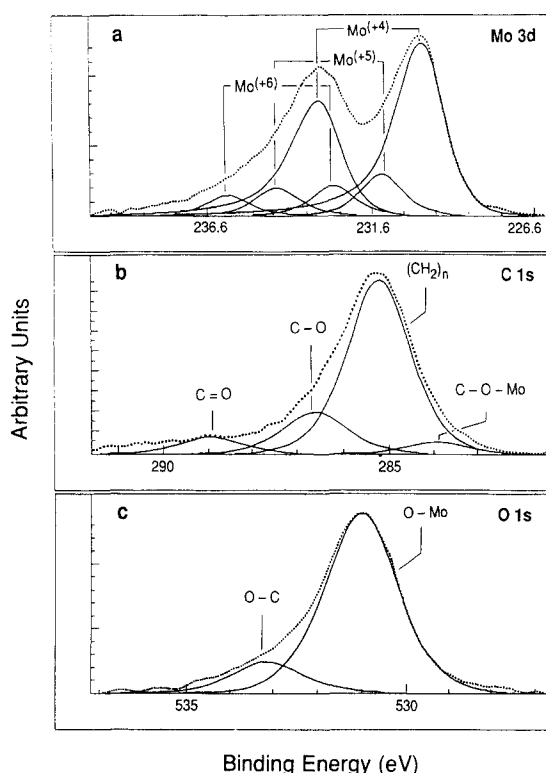 a
Mo 3d
Mo(+4)
Mo(+5)
Mo(+6)
236.6 231.6 226.6
b
C 1s
(CH2)n
C – O
C = O
C – O – Mo
290 285
c
O 1s
O – Mo
O – C
535 530
Arbitrary Units
Binding Energy (eV)